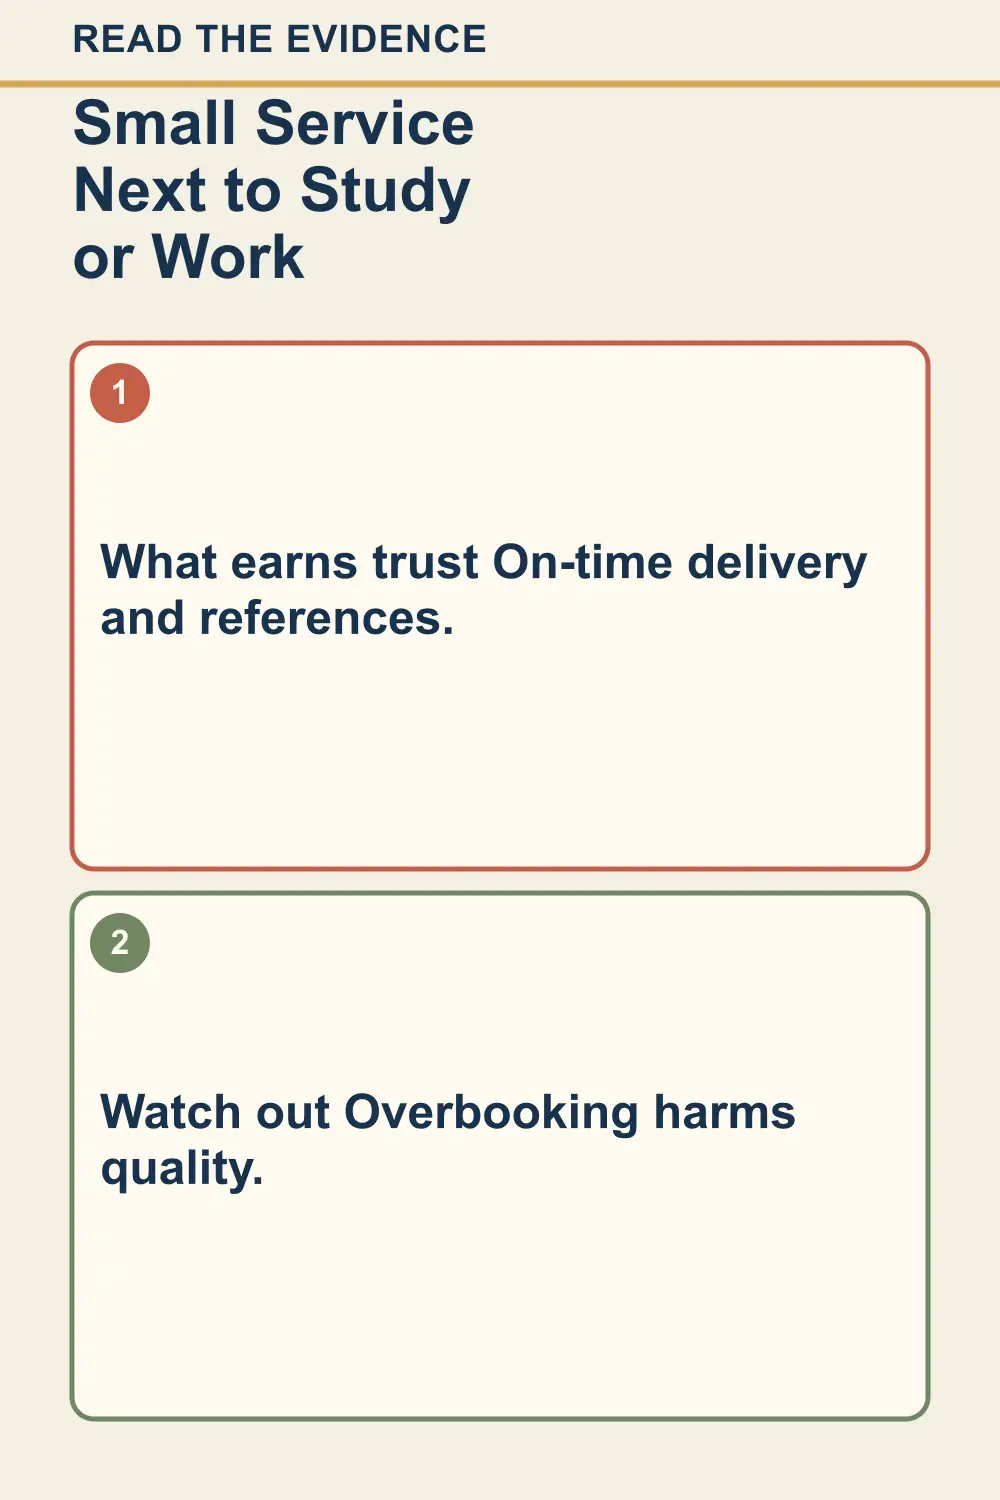 READ THE EVIDENCE
Small Service
Next to Study
or Work
1
What earns trust On-time delivery
and references.
2
Watch out Overbooking harms
quality.